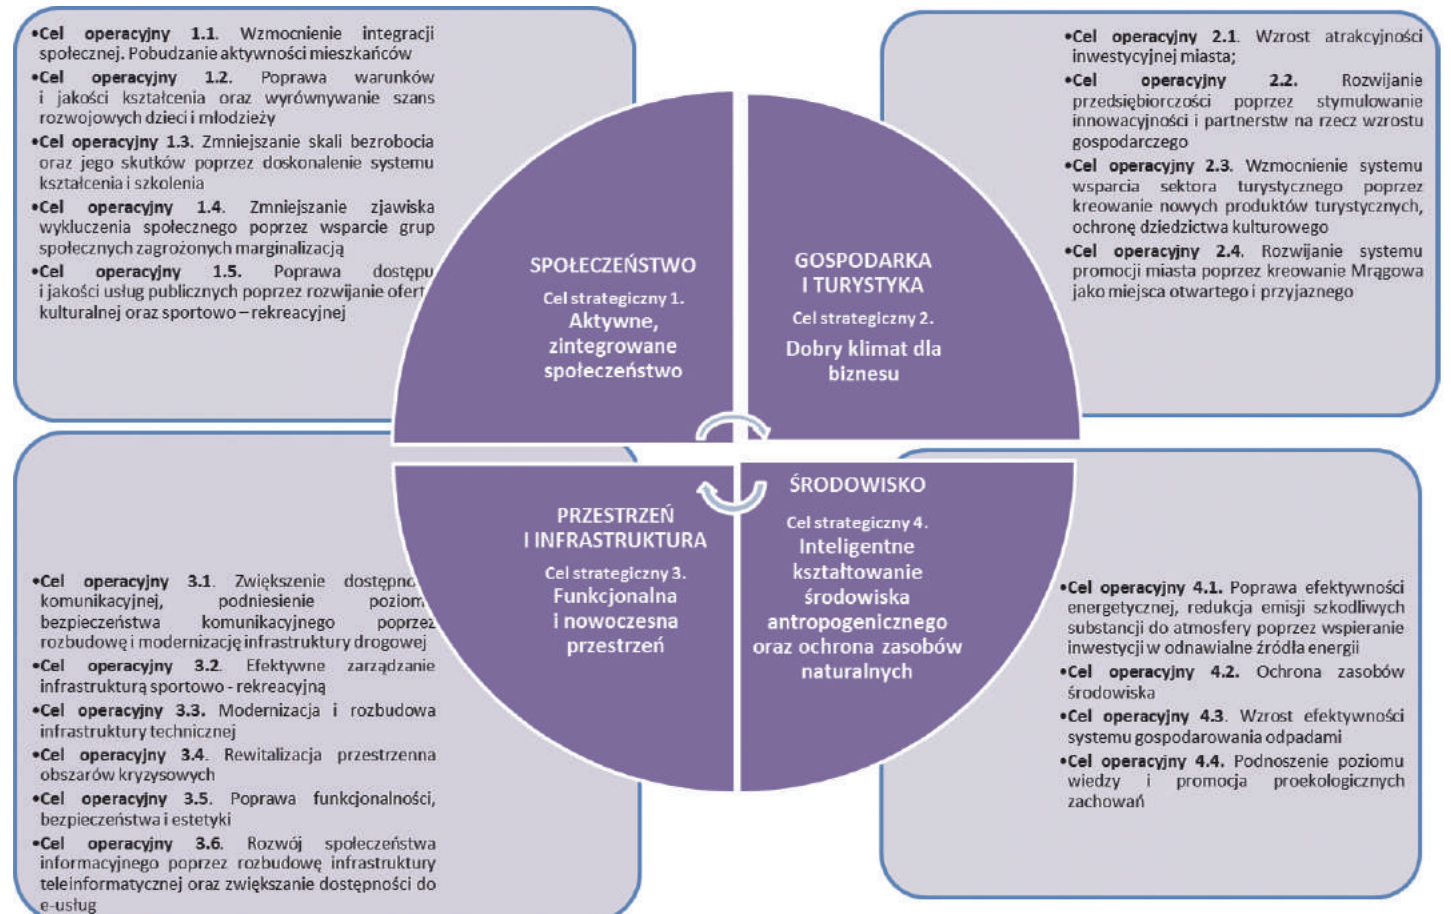 •Cel operacyjny 1.1. Wzmocnienie integracji
społecznej. Pobudzanie aktywności mieszkańców
•Cel operacyjny 1.2. Poprawa warunków
i jakości kształcenia oraz wyrównywanie szans
rozwojowych dzieci i młodzieży
•Cel operacyjny 1.3. Zmniejszanie skali bezrobocia
oraz jego skutków poprzez doskonalenie systemu
kształcenia i szkolenia
•Cel operacyjny 1.4. Zmniejszanie zjawiska
wykluczenia społecznego poprzez wsparcie grup
społecznych zagrożonych marginalizacją
•Cel operacyjny 1.5. Poprawa dostępu
i jakości usług publicznych poprzez rozwijanie ofert
kulturalnej oraz sportowo – rekreacyjnej
•Cel operacyjny 2.1. Wzrost atrakcyjności
inwestycyjnej miasta;
•Cel operacyjny 2.2. Rozwijanie
przedsiębiorczości poprzez stymulowanie
innowacyjności i partnerstw na rzecz wzrostu
gospodarczego
•Cel operacyjny 2.3. Wzmocnienie systemu
wsparcia sektora turystycznego poprzez
kreowanie nowych produktów turystycznych,
ochronę dziedzictwa kulturowego
•Cel operacyjny 2.4. Rozwijanie systemu
promocji miasta poprzez kreowanie Mrągowa
jako miejsca otwartego i przyjaznego
SPOŁECZEŃSTWO
Cel strategiczny 1.
Aktywne,
zintegrowane
społeczeństwo
GOSPODARKA
I TURYSTYKA
Cel strategiczny 2.
Dobry klimat dla
biznesu
PRZESTRZEŃ
I INFRASTRUKTURA
Cel strategiczny 3.
Funkcjonalna
i nowoczesna
przestrzeń
ŚRODOWISKO
Cel strategiczny 4.
Inteligentne
kształtowanie
środowiska
antropogenicznego
oraz ochrona zasobów
naturalnych
•Cel operacyjny 3.1. Zwiększenie dostępno
komunikacyjnej, podniesienie poziom
bezpieczeństwa komunikacyjnego poprzez
rozbudowę i modernizację infrastruktury drogowej
•Cel operacyjny 3.2. Efektywne zarządzanie
infrastrukturą sportowo - rekreacyjną
•Cel operacyjny 3.3. Modernizacja i rozbudowa
infrastruktury technicznej
•Cel operacyjny 3.4. Rewitalizacja przestrzenna
obszarów kryzysowych
•Cel operacyjny 3.5. Poprawa funkcjonalności,
bezpieczeństwa i estetyki
•Cel operacyjny 3.6. Rozwój społeczeństwa
informacyjnego poprzez rozbudowę infrastruktury
teleinformatycznej oraz zwiększanie dostępności do
e-usług
•Cel operacyjny 4.1. Poprawa efektywności
energetycznej, redukcja emisji szkodliwych
substancji do atmosfery poprzez wspieranie
inwestycji w odnawialne źródła energii
•Cel operacyjny 4.2. Ochrona zasobów
środowiska
•Cel operacyjny 4.3. Wzrost efektywności
systemu gospodarowania odpadami
•Cel operacyjny 4.4. Podnoszenie poziomu
wiedzy i promocja proekologicznych
zachowań